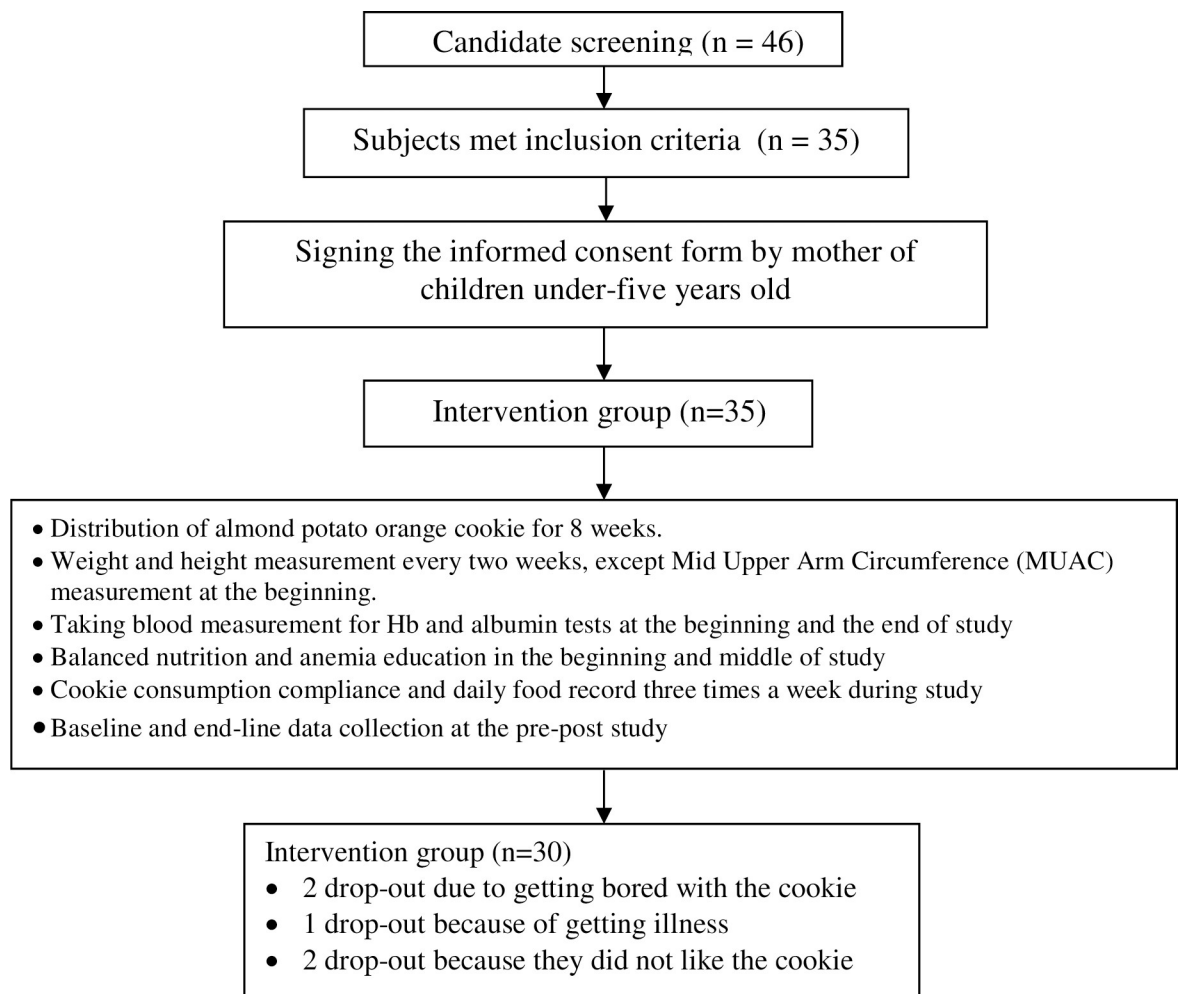 Candidate screening (n = 46)
Subjects met inclusion criteria (n = 35)
Signing the informed consent form by mother of
children under-five years old
Intervention group (n=35)
• Distribution of almond potato orange cookie for 8 weeks.
• Weight and height measurement every two weeks, except Mid Upper Arm Circumference (MUAC)
measurement at the beginning.
• Taking blood measurement for Hb and albumin tests at the beginning and the end of study
• Balanced nutrition and anemia education in the beginning and middle of study
• Cookie consumption compliance and daily food record three times a week during study
• Baseline and end-line data collection at the pre-post study
Intervention group (n=30)
• 2 drop-out due to getting bored with the cookie
• 1 drop-out because of getting illness
• 2 drop-out because they did not like the cookie